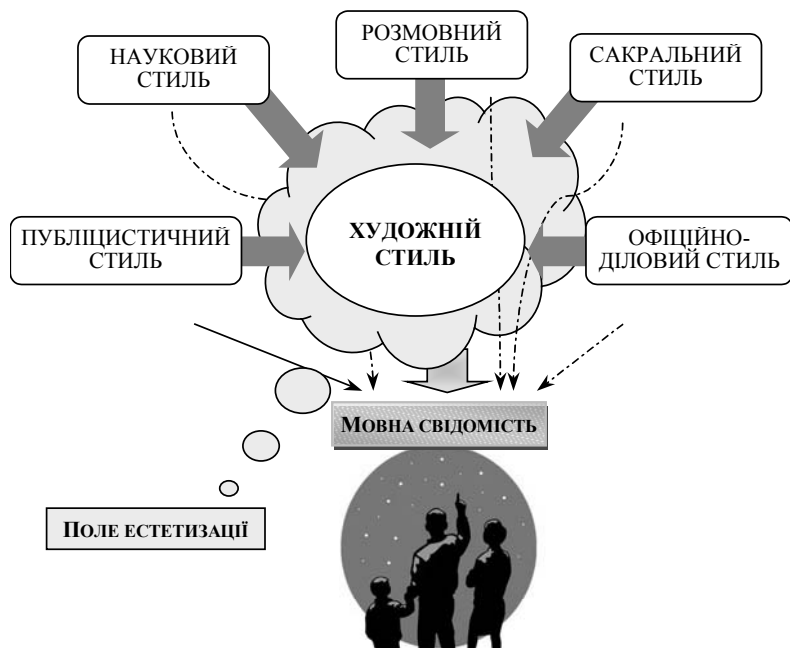 НАУКОВИЙ
СТИЛЬ
РОЗМОВНИЙ
СТИЛЬ
САКРАЛЬНИЙ
СТИЛЬ
ПУБЛІЦИСТИЧНИЙ
СТИЛЬ
ХУДОЖНІЙ
СТИЛЬ
ОФІЦІЙНО-
ДІЛОВИЙ СТИЛЬ
МОВНА СВІДОМІСТЬ
ПОЛЕ ЕСТЕТИЗАЦІЇ